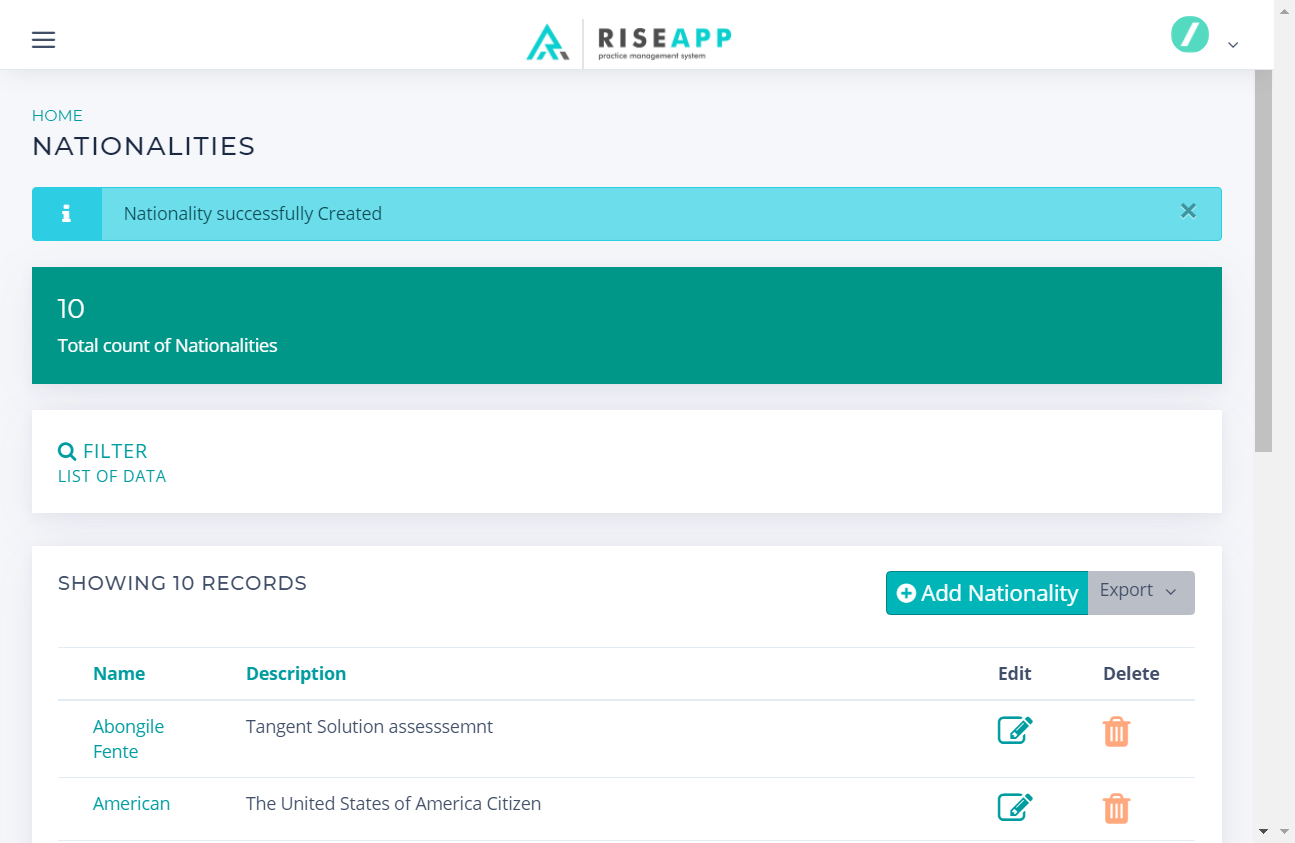 RISEAPP
practice management system
HOME
NATIONALITIES
Nationality successfully Created
10
Total count of Nationalities
FILTER
LIST OF DATA
SHOWING 10 RECORDS
Add Nationality Export
Name Description Edit Delete
Abongile Tangent Solution assesssemnt
Fente
American The United States of America Citizen